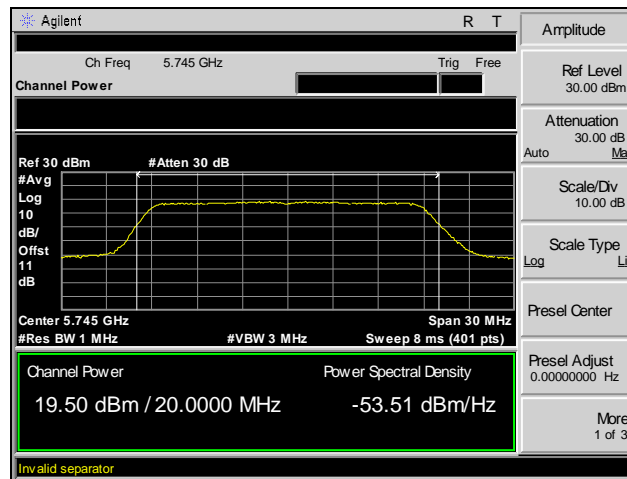 Agilent R T
Ch Freq 5.745 GHz Trig Free
Channel Power
Ref 30 dBm #Atten 30 dB
#Avg
Log
10
dB/
Offst
11
dB
Center 5.745 GHz Span 30 MHz
#Res BW 1 MHz #VBW 3 MHz Sweep 8 ms (401 pts)
Channel Power Power Spectral Density
19.50 dBm / 20.0000 MHz -53.51 dBm/Hz
Invalid separator
Amplitude
Ref Level
30.00 dBm
Attenuation
30.00 dB
Auto Ma
Scale/Div
10.00 dB
Scale Type
Log Li
Presel Center
Presel Adjust
0.00000000 Hz
More
1 of 3